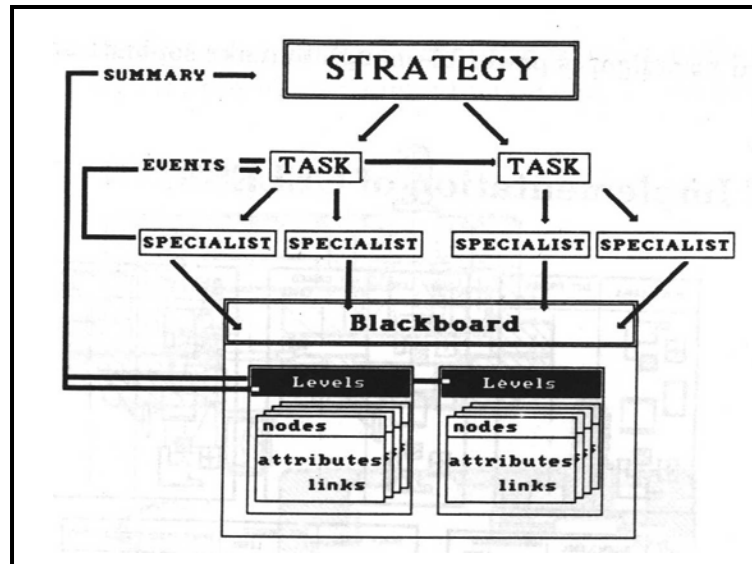 STRATEGY
SUMMARY
EVENTS
TASK
TASK
SPECIALIST
SPECIALIST
SPECIALIST
SPECIALIST
Blackboard
Levels
Levels
nodes
attributes
links
nodes
attributes
links